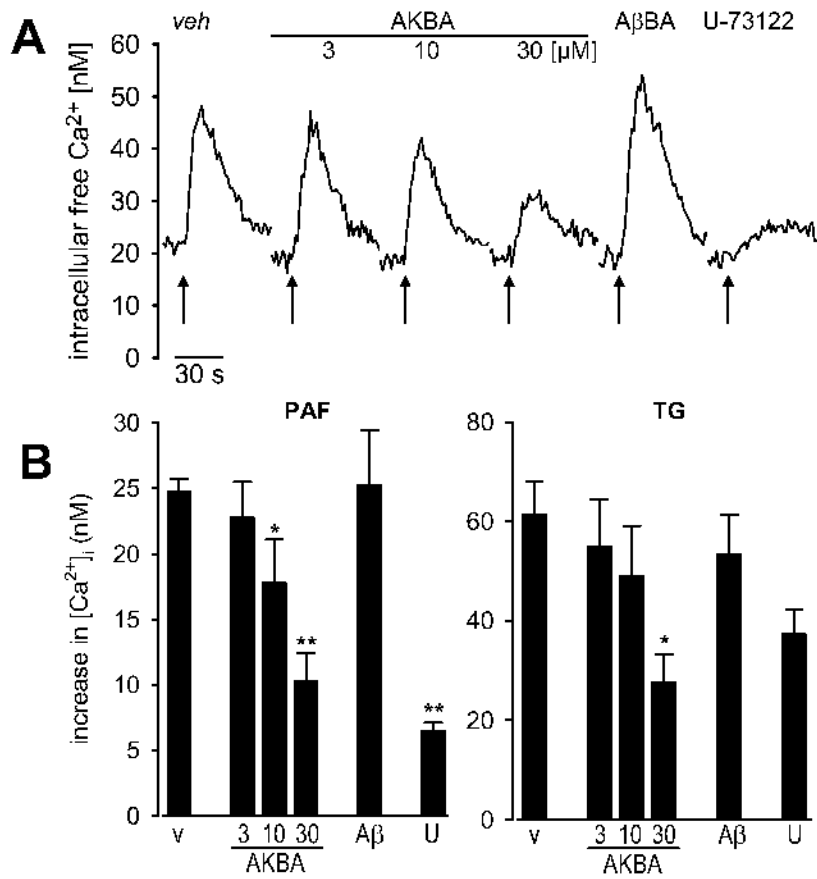 A
veh AKBA AβBA U-73122
3 10 30 [µM]
intracellular free Ca²⁺ [nM]
60
50
40
30
20
10
0
30 s
B
PAF
increase in [Ca²⁺]ᵢ (nM)
30
25
20
15
10
5
0
*
**
**
v 3 10 30 Aβ U
AKBA
TG
80
60
40
20
0
*
v 3 10 30 Aβ U
AKBA